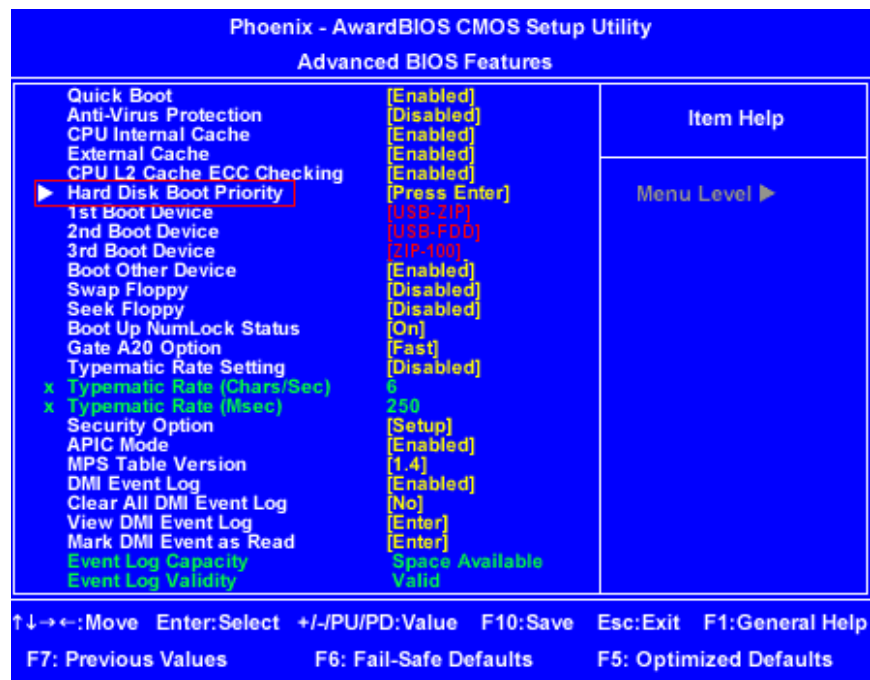 Phoenix - AwardBIOS CMOS Setup Utility
Advanced BIOS Features
Quick Boot [Enabled]
Anti-Virus Protection [Disabled]
CPU Internal Cache [Enabled]
External Cache [Enabled]
CPU L2 Cache ECC Checking [Enabled]
▶ Hard Disk Boot Priority [Press Enter]
1st Boot Device [USB-ZIP]
2nd Boot Device [USB-FDD]
3rd Boot Device [ZIP-100]
Boot Other Device [Enabled]
Swap Floppy [Disabled]
Seek Floppy [Disabled]
Boot Up NumLock Status [On]
Gate A20 Option [Fast]
Typematic Rate Setting [Disabled]
x Typematic Rate (Chars/Sec) 6
x Typematic Rate (Msec) 250
Security Option [Setup]
APIC Mode [Enabled]
MPS Table Version [1.4]
DMI Event Log [Enabled]
Clear All DMI Event Log [No]
View DMI Event Log [Enter]
Mark DMI Event as Read [Enter]
Event Log Capacity Space Available
Event Log Validity Valid
Item Help
Menu Level ▶
↑↓→←:Move Enter:Select +/-/PU/PD:Value F10:Save Esc:Exit F1:General Help
F7: Previous Values F6: Fail-Safe Defaults F5: Optimized Defaults